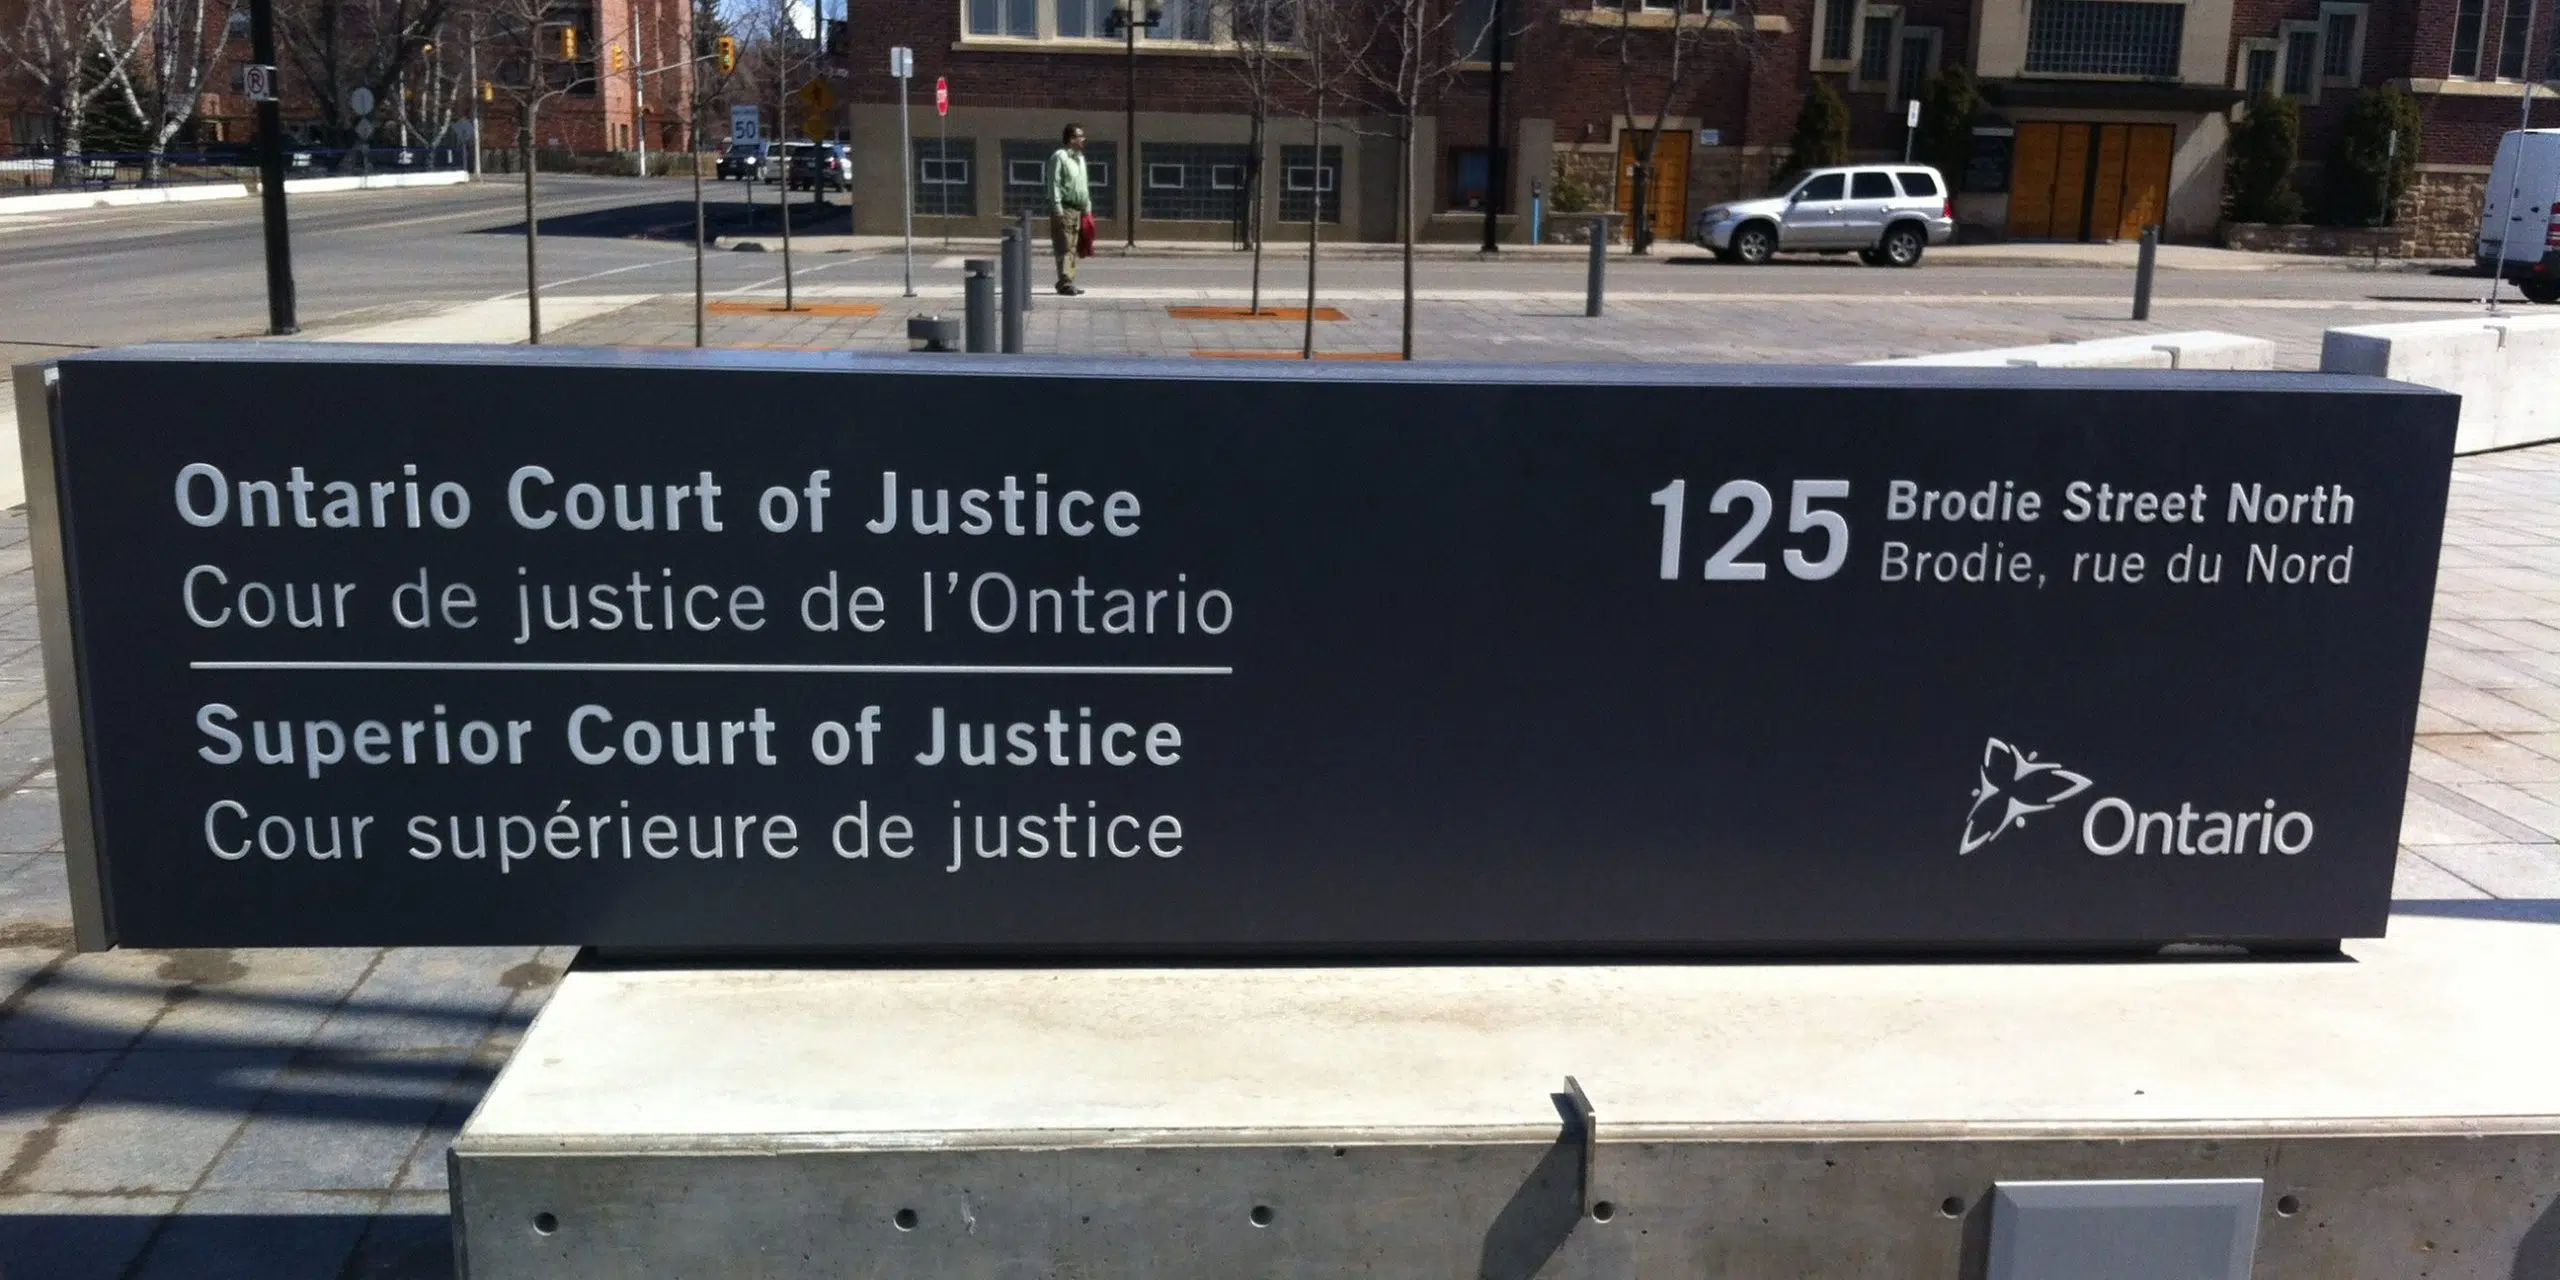 Ontario Court of Justice
Cour de justice de l'Ontario
Superior Court of Justice
Cour supérieure de justice
125 Brodie Street North
Brodie, rue du Nord
Ontario
50